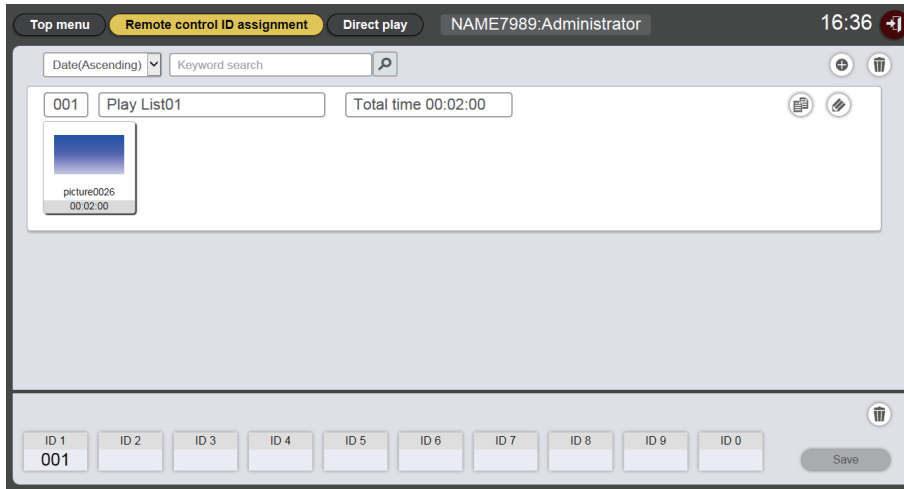 Top menu Remote control ID assignment Direct play NAME7989:Administrator 16:36
Date(Ascending) Keyword search
001 Play List01 Total time 00:02:00
picture0026
00:02:00
ID 1 ID 2 ID 3 ID 4 ID 5 ID 6 ID 7 ID 8 ID 9 ID 0
001
Save